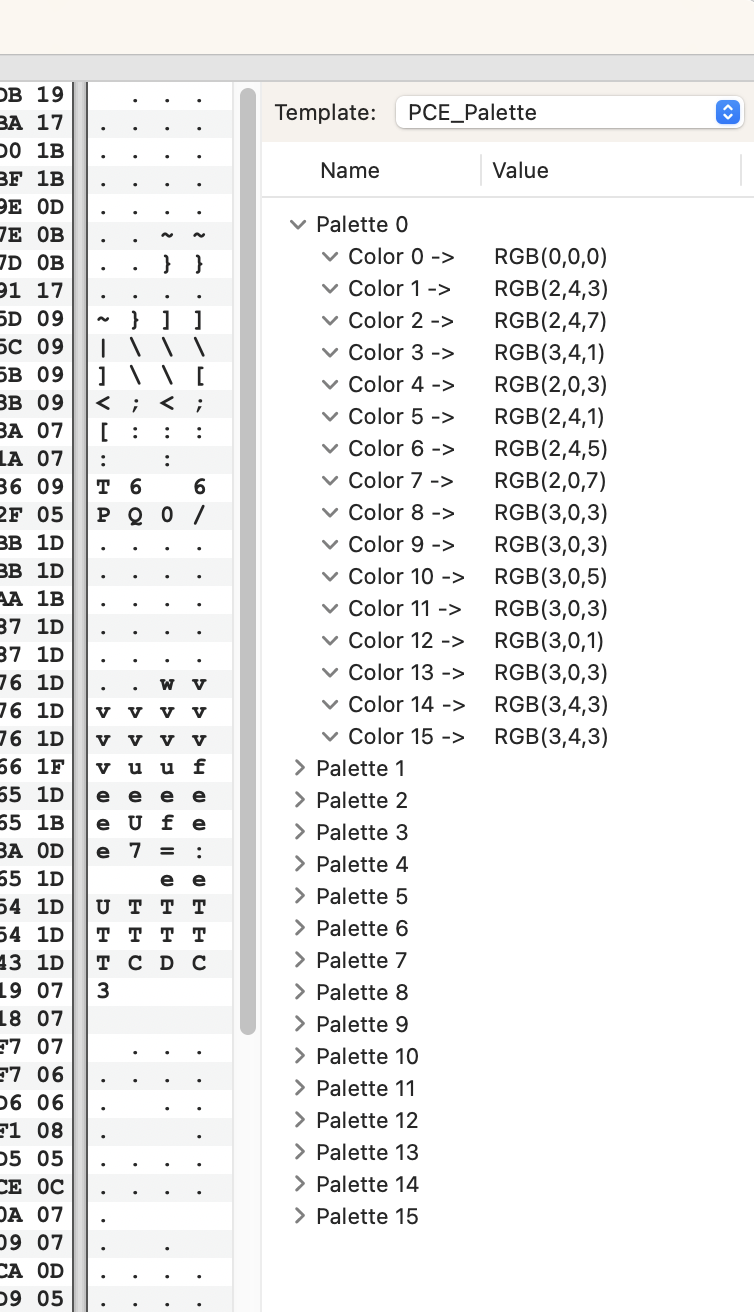 DB 19 . . .
BA 17 . . . .
D0 1B . . . .
BF 1B . . . .
9E 0D . . . .
7E 0B . . ~ ~
7D 0B . . } }
91 17 . . . .
5D 09 ~ } ] ]
5C 09 | \ \ \
5B 09 ] \ \ [
3B 09 < ; < ;
3A 07 [ : : :
1A 07 : :
36 09 T 6 6
2F 05 P Q 0 /
BB 1D . . . .
BB 1D . . . .
AA 1B . . . .
87 1D . . . .
87 1D . . . .
76 1D . . w v
76 1D v v v v
76 1D v v v v
66 1F v u u f
65 1D e e e e
65 1B e U f e
3A 0D e 7 = :
65 1D e e
54 1D U T T T
54 1D T T T T
43 1D T C D C
19 07 3
18 07
F7 07 . . .
F7 06 . . . .
D6 06 . . .
F1 08 . .
D5 05 . . . .
CE 0C . . . .
0A 07 .
09 07 . .
CA 0D . . . .
D9 05 . . . .
Template: PCE_Palette
Name Value
Palette 0
Color 0 -> RGB(0,0,0)
Color 1 -> RGB(2,4,3)
Color 2 -> RGB(2,4,7)
Color 3 -> RGB(3,4,1)
Color 4 -> RGB(2,0,3)
Color 5 -> RGB(2,4,1)
Color 6 -> RGB(2,4,5)
Color 7 -> RGB(2,0,7)
Color 8 -> RGB(3,0,3)
Color 9 -> RGB(3,0,3)
Color 10 -> RGB(3,0,5)
Color 11 -> RGB(3,0,3)
Color 12 -> RGB(3,0,1)
Color 13 -> RGB(3,0,3)
Color 14 -> RGB(3,4,3)
Color 15 -> RGB(3,4,3)
Palette 1
Palette 2
Palette 3
Palette 4
Palette 5
Palette 6
Palette 7
Palette 8
Palette 9
Palette 10
Palette 11
Palette 12
Palette 13
Palette 14
Palette 15